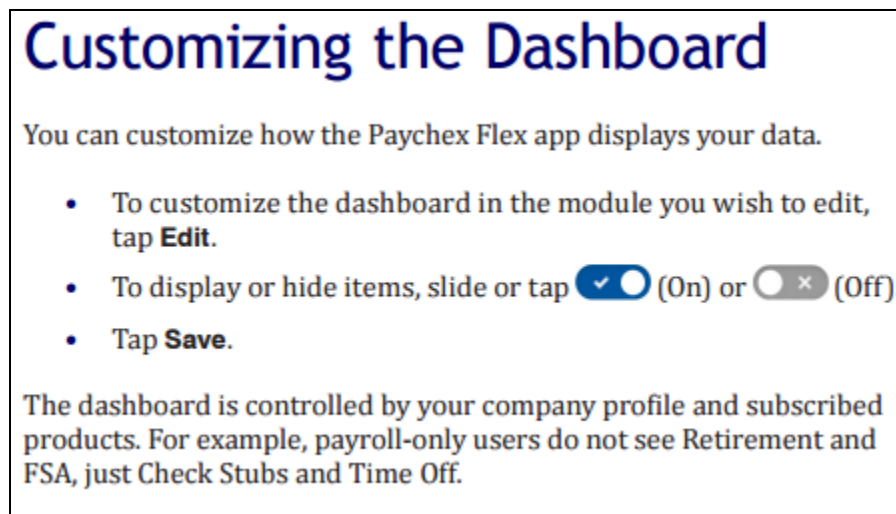 Customizing the Dashboard
You can customize how the Paychex Flex app displays your data.
• To customize the dashboard in the module you wish to edit,
tap Edit.
• To display or hide items, slide or tap (On) or (Off)
• Tap Save.
The dashboard is controlled by your company profile and subscribed
products. For example, payroll-only users do not see Retirement and
FSA, just Check Stubs and Time Off.